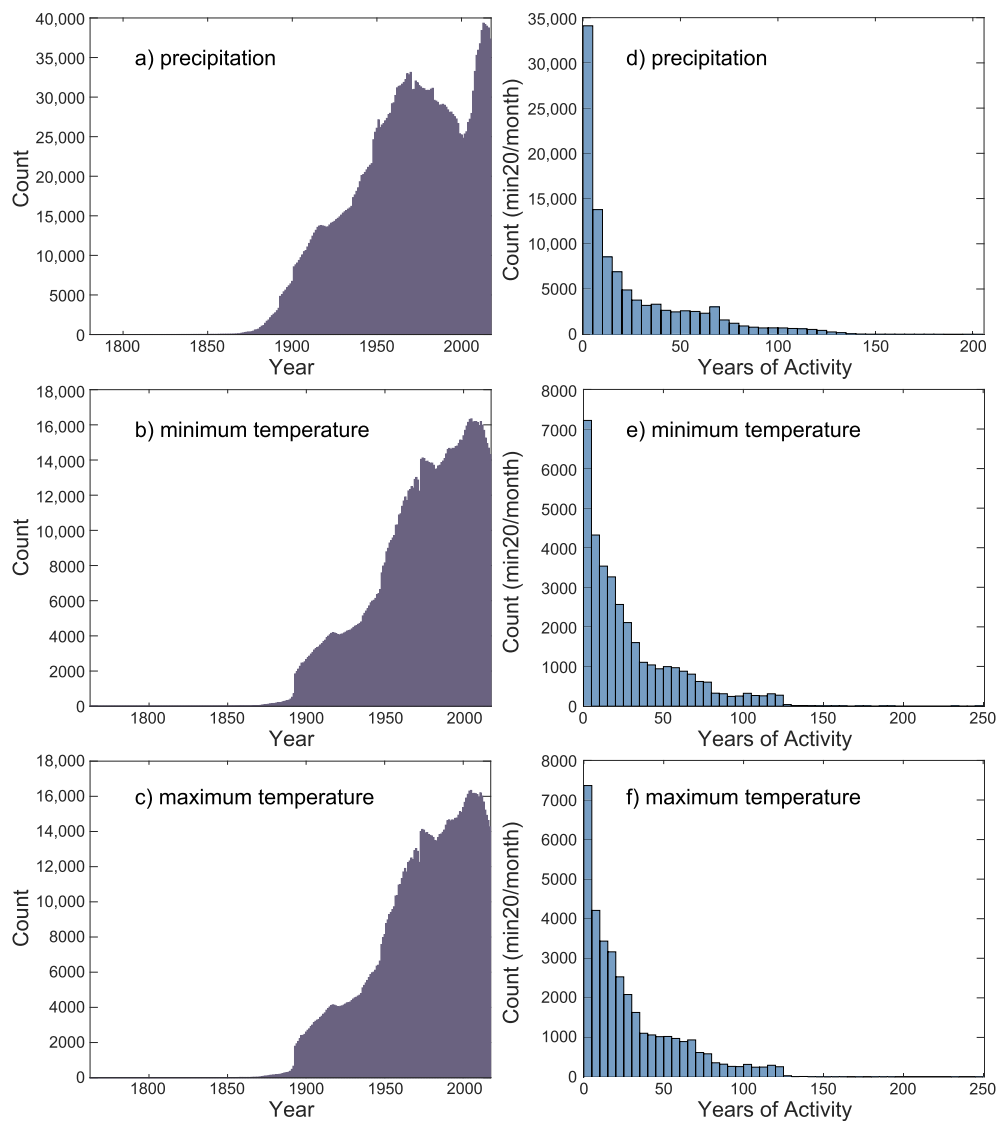 a) precipitation
40,000
35,000
30,000
25,000
20,000
15,000
10,000
5000
0
Count
1800 1850 1900 1950 2000
Year
d) precipitation
35,000
30,000
25,000
20,000
15,000
10,000
5000
0
Count (min20/month)
0 50 100 150 200
Years of Activity
b) minimum temperature
18,000
16,000
14,000
12,000
10,000
8000
6000
4000
2000
0
Count
1800 1850 1900 1950 2000
Year
e) minimum temperature
8000
7000
6000
5000
4000
3000
2000
1000
0
Count (min20/month)
0 50 100 150 200 250
Years of Activity
c) maximum temperature
18,000
16,000
14,000
12,000
10,000
8000
6000
4000
2000
0
Count
1800 1850 1900 1950 2000
Year
f) maximum temperature
8000
7000
6000
5000
4000
3000
2000
1000
0
Count (min20/month)
0 50 100 150 200 250
Years of Activity